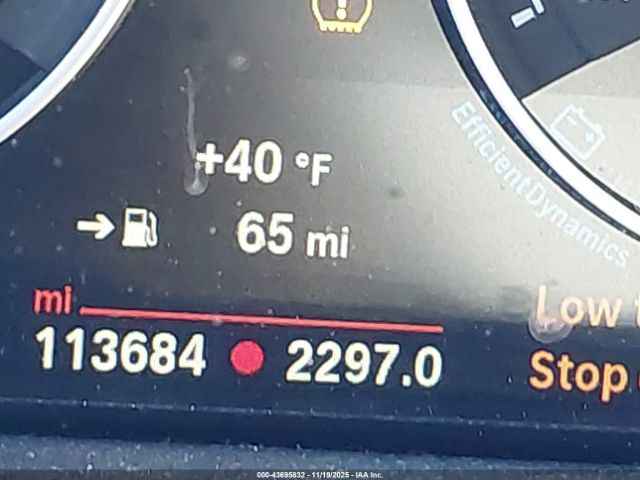 EfficientDynamics
+40 °F
65 mi
mi
113684 2297.0
Low
Stop
000-43695832 - 11/19/2025 - IAA Inc.